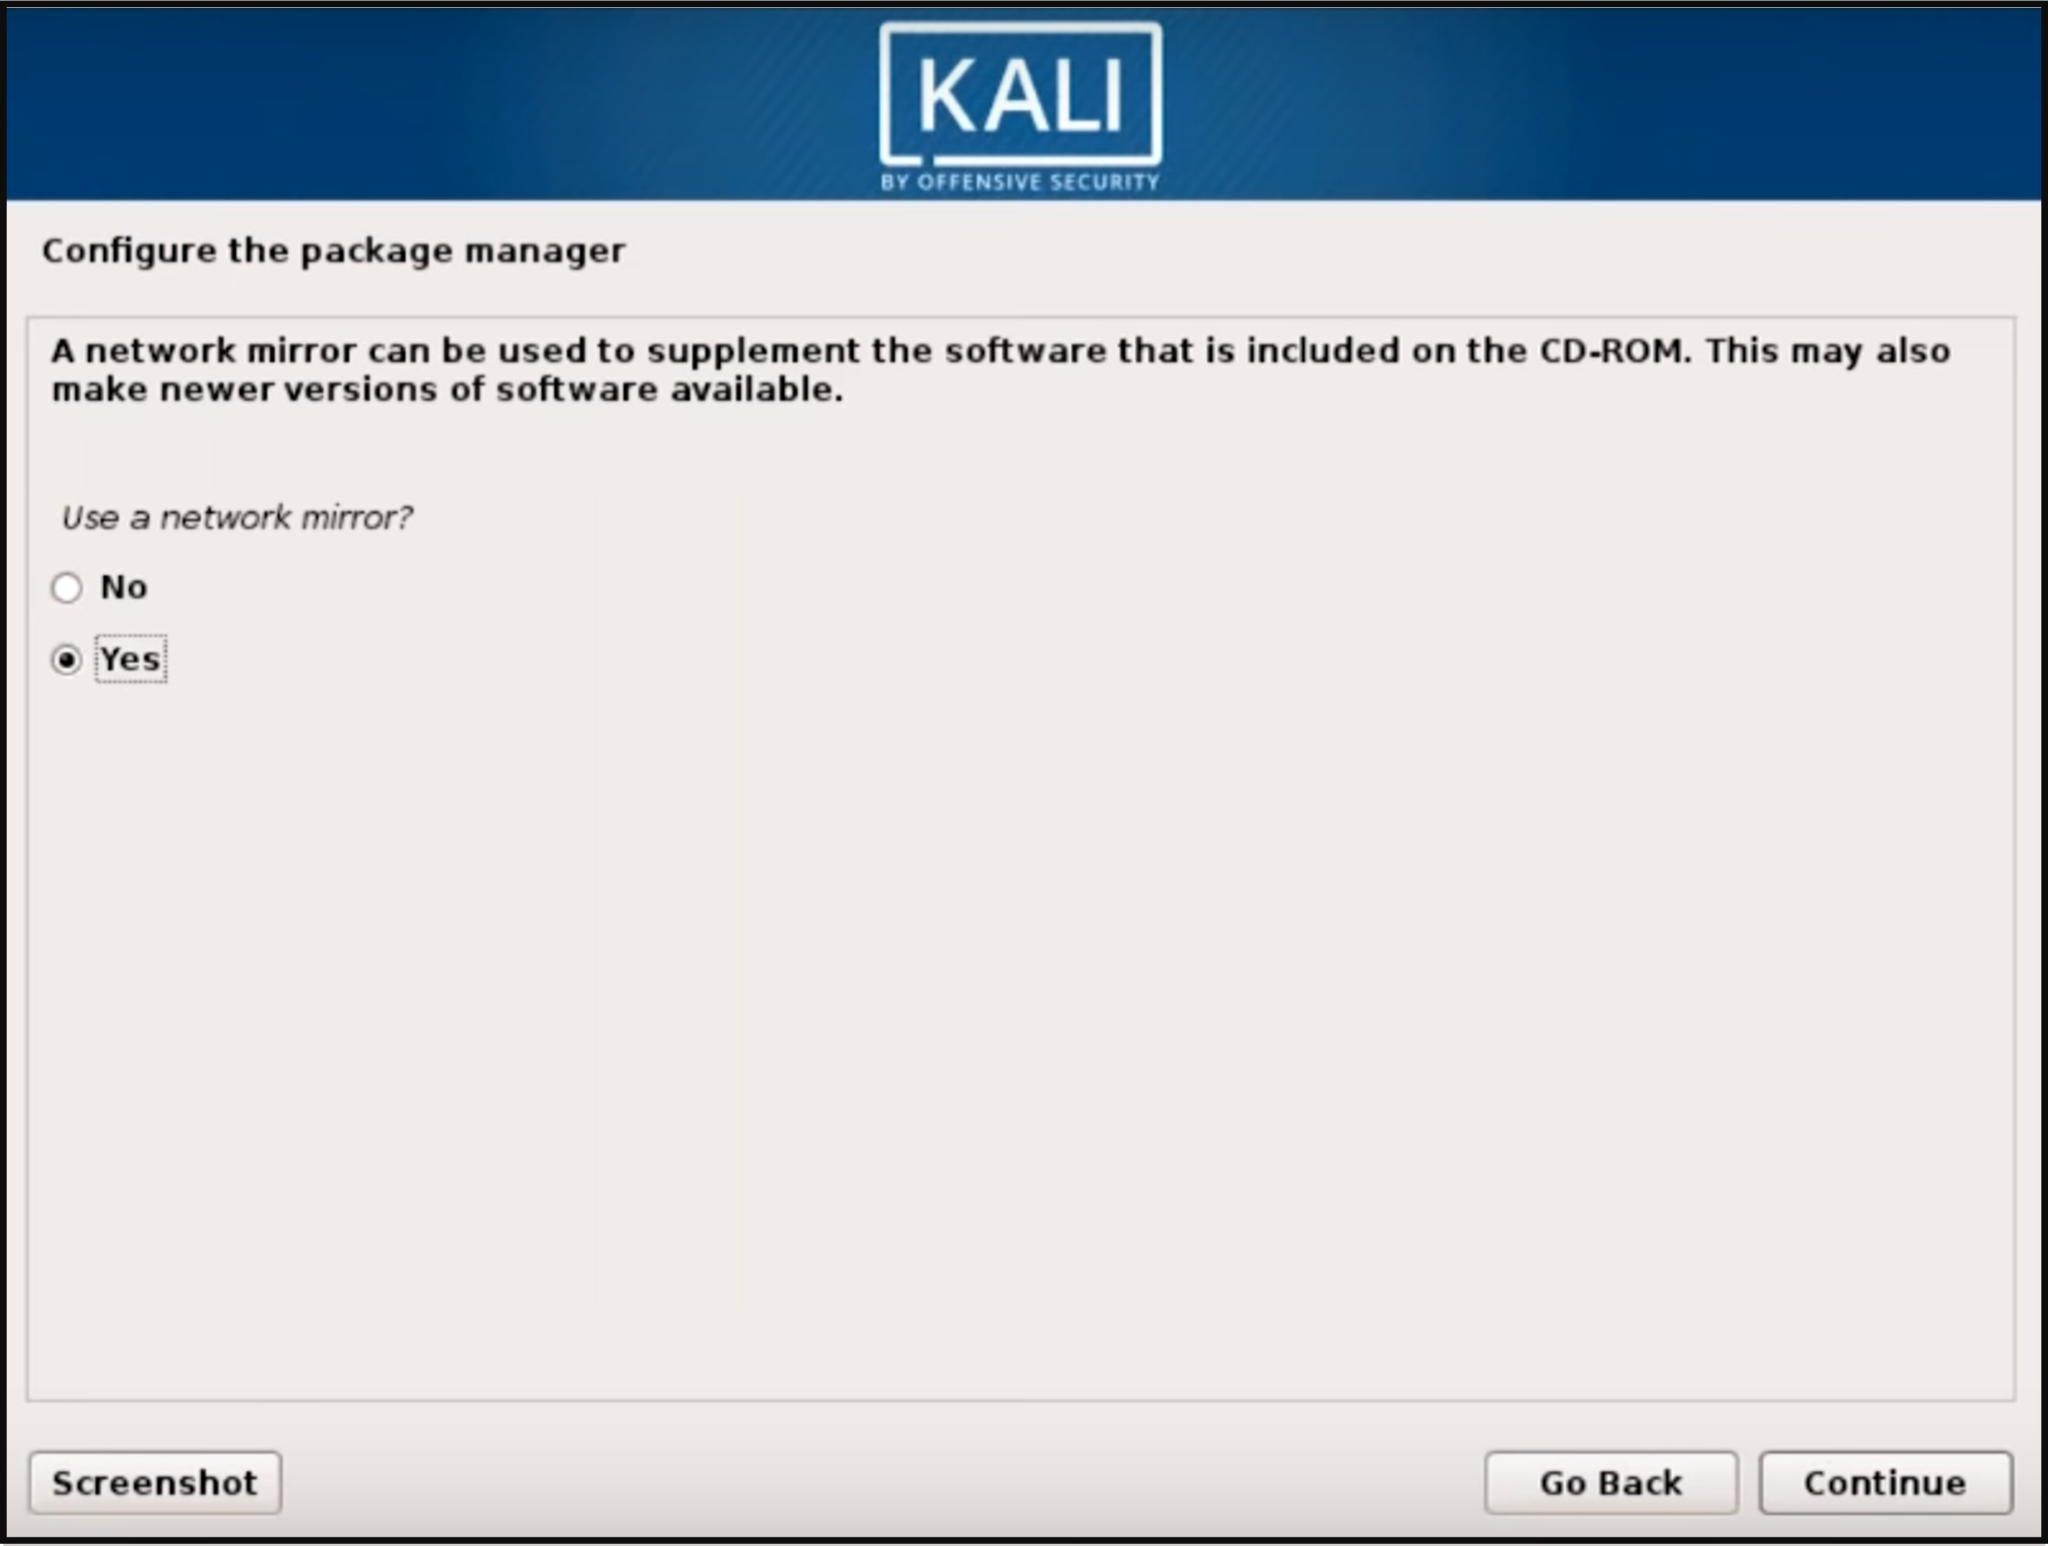 KALI
BY OFFENSIVE SECURITY
Configure the package manager
A network mirror can be used to supplement the software that is included on the CD-ROM. This may also
make newer versions of software available.
Use a network mirror?
No
Yes
Screenshot
Go Back
Continue